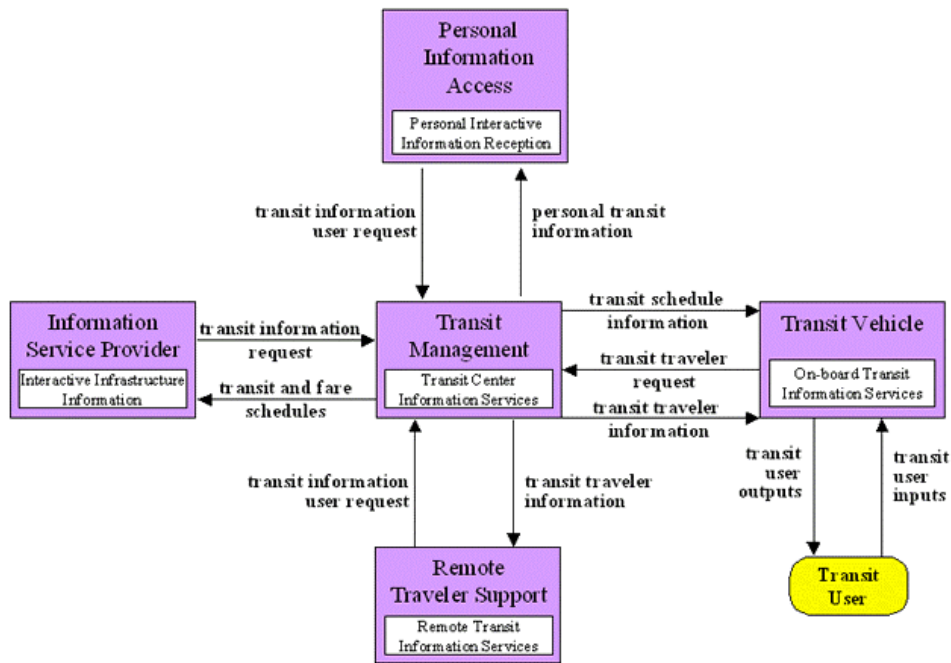 Personal
Information
Access
Personal Interactive
Information Reception
transit information
user request
personal transit
information
Information
Service Provider
Interactive Infrastructure
Information
transit information
request
transit and fare
schedules
Transit
Management
Transit Center
Information Services
transit schedule
information
transit traveler
request
transit traveler
information
Transit Vehicle
On-board Transit
Information Services
transit information
user request
transit traveler
information
transit
user
outputs
transit
user
inputs
Remote
Traveler Support
Remote Transit
Information Services
Transit
User